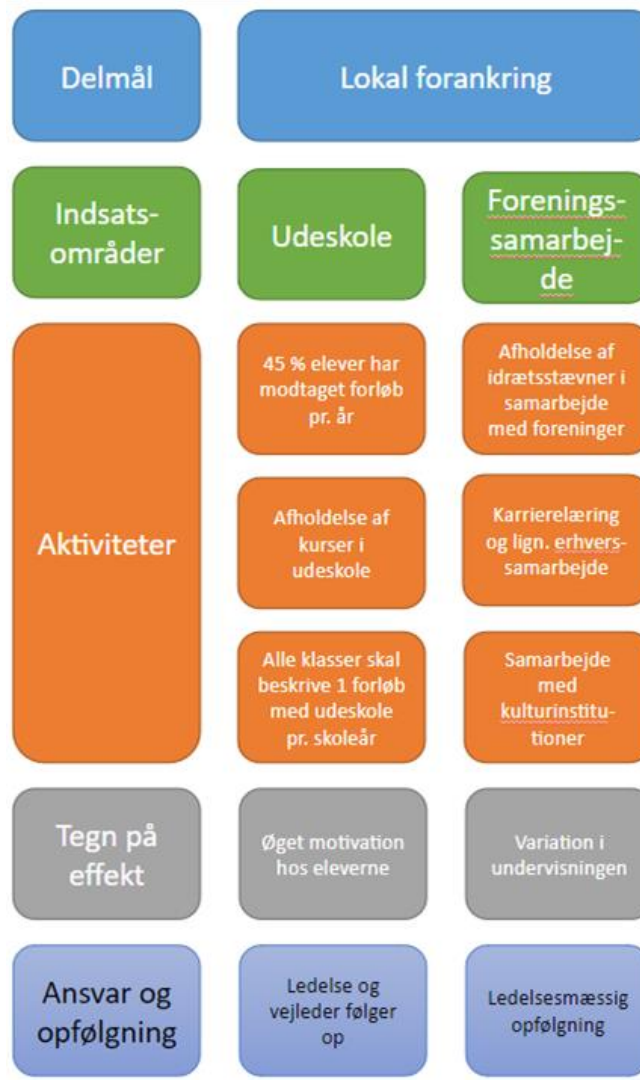 Delmål
Lokal forankring
Indsats-
områder
Udeskole
Forenings-
samarbej-
de
Aktiviteter
45 % elever har
modtaget forløb
pr. år
Afholdelse af
idrætsstævner i
samarbejde
med foreninger
Afholdelse af
kurser i
udeskole
Karrierelæring
og lign. erhvers-
samarbejde
Alle klasser skal
beskrive 1 forløb
med udeskole
pr. skoleår
Samarbejde
med
kulturinstitu-
tioner
Tegn på
effekt
Øget motivation
hos eleverne
Variation i
undervisningen
Ansvar og
opfølgning
Ledelse og
vejleder følger
op
Ledelsesmæssig
opfølgning